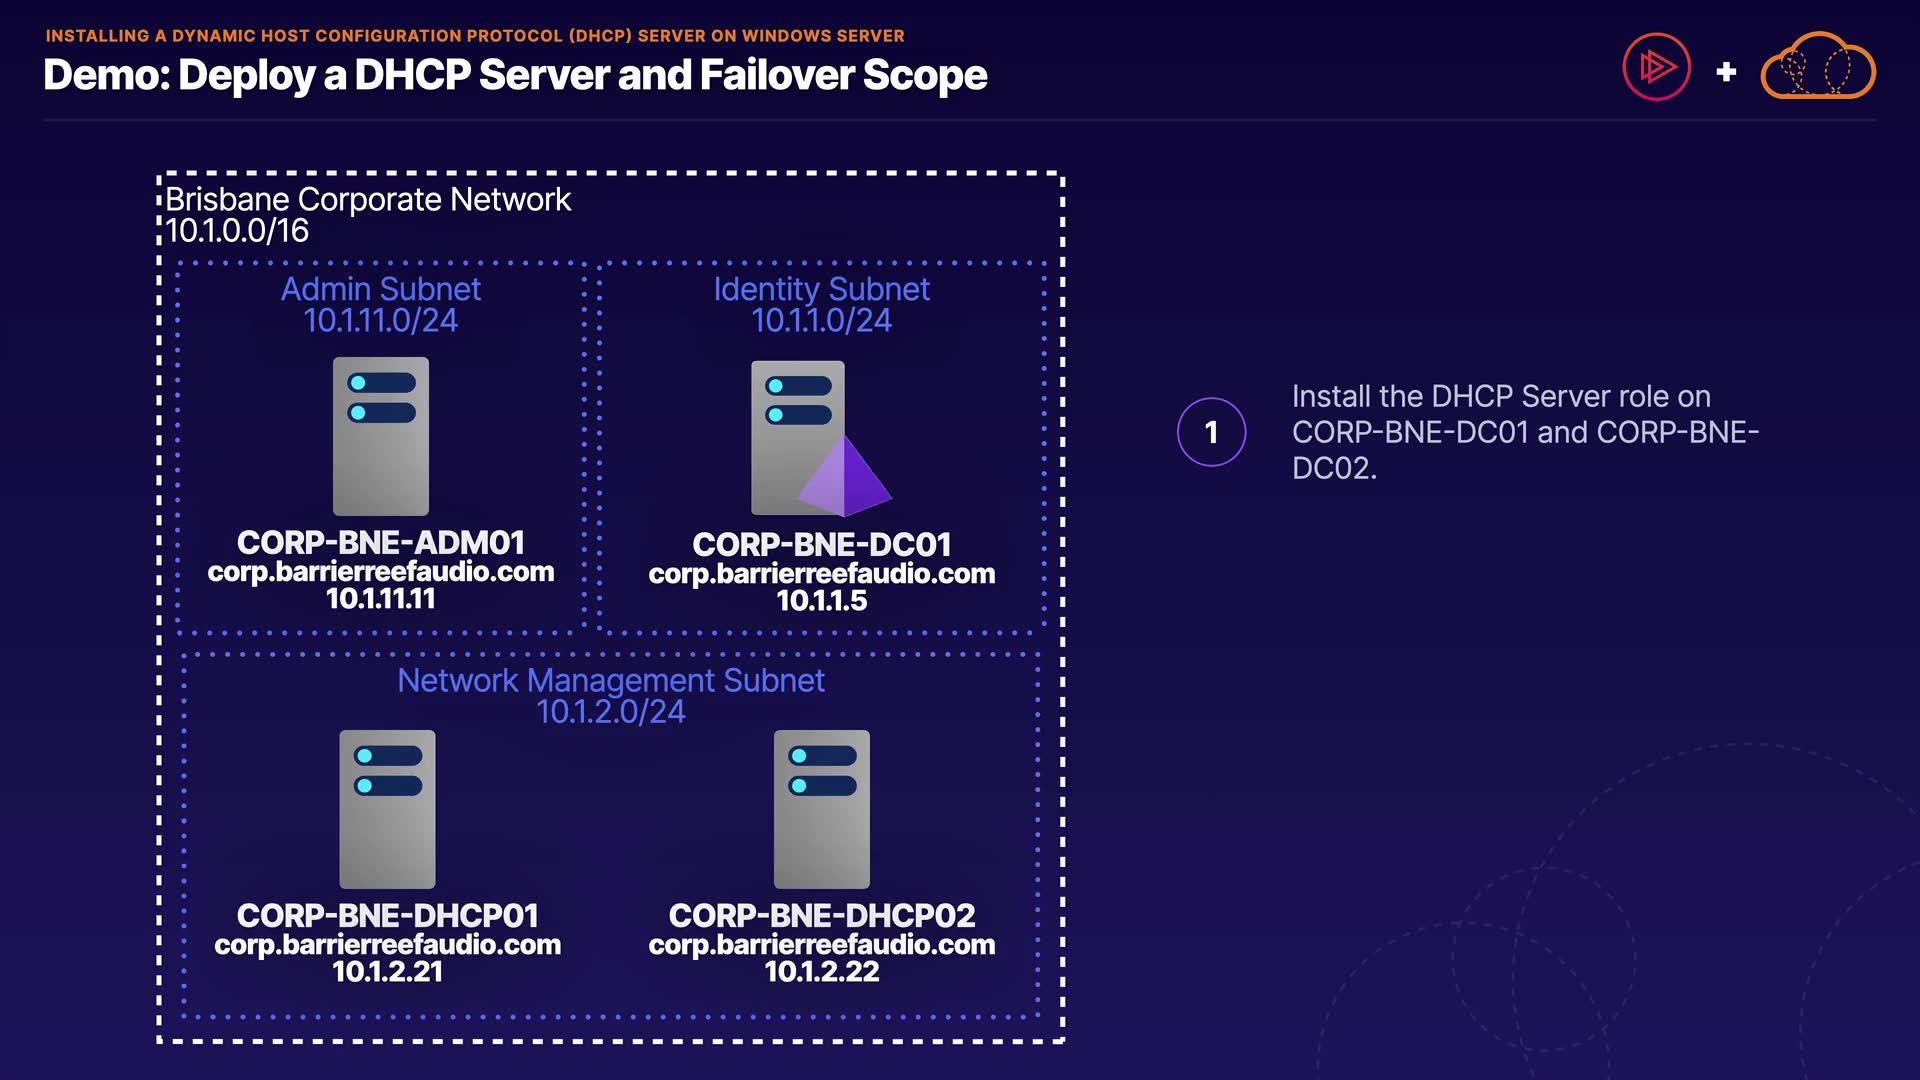 INSTALLING A DYNAMIC HOST CONFIGURATION PROTOCOL (DHCP) SERVER ON WINDOWS SERVER
Demo: Deploy a DHCP Server and Failover Scope
+
Brisbane Corporate Network
10.1.0.0/16
Admin Subnet
10.1.11.0/24
CORP-BNE-ADM01
corp.barrierreefaudio.com
10.1.11.11
Identity Subnet
10.1.1.0/24
CORP-BNE-DC01
corp.barrierreefaudio.com
10.1.1.5
Network Management Subnet
10.1.2.0/24
CORP-BNE-DHCP01
corp.barrierreefaudio.com
10.1.2.21
CORP-BNE-DHCP02
corp.barrierreefaudio.com
10.1.2.22
1
Install the DHCP Server role on
CORP-BNE-DC01 and CORP-BNE-
DC02.